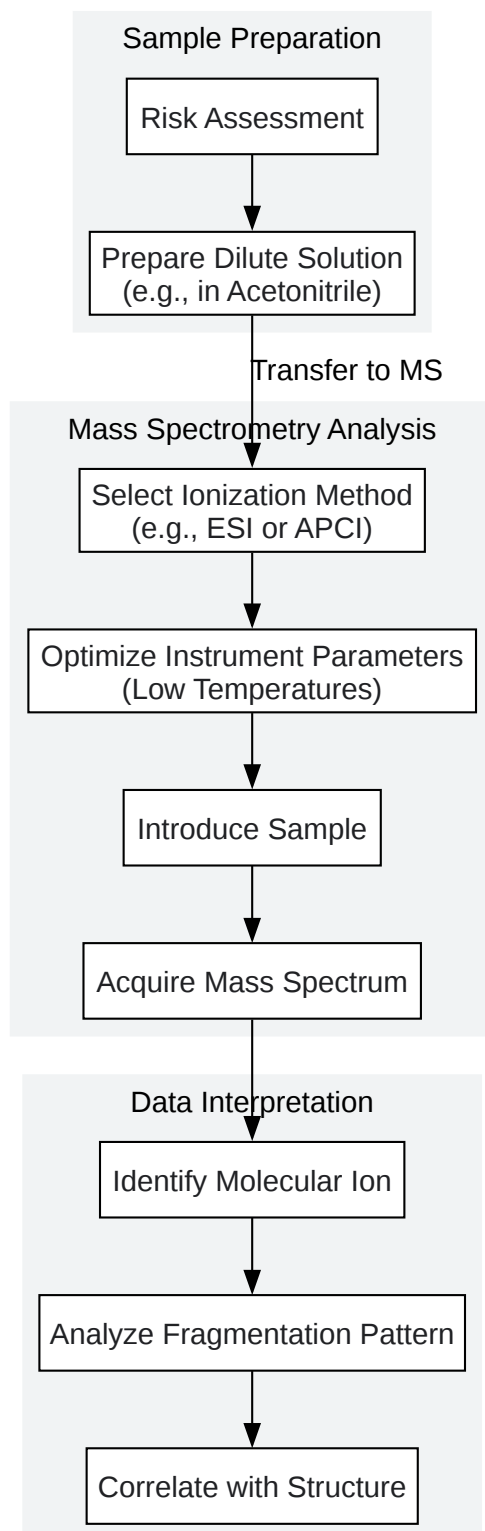 Sample Preparation
Risk Assessment
Prepare Dilute Solution
(e.g., in Acetonitrile)
Transfer to MS
Mass Spectrometry Analysis
Select Ionization Method
(e.g., ESI or APCI)
Optimize Instrument Parameters
(Low Temperatures)
Introduce Sample
Acquire Mass Spectrum
Data Interpretation
Identify Molecular Ion
Analyze Fragmentation Pattern
Correlate with Structure